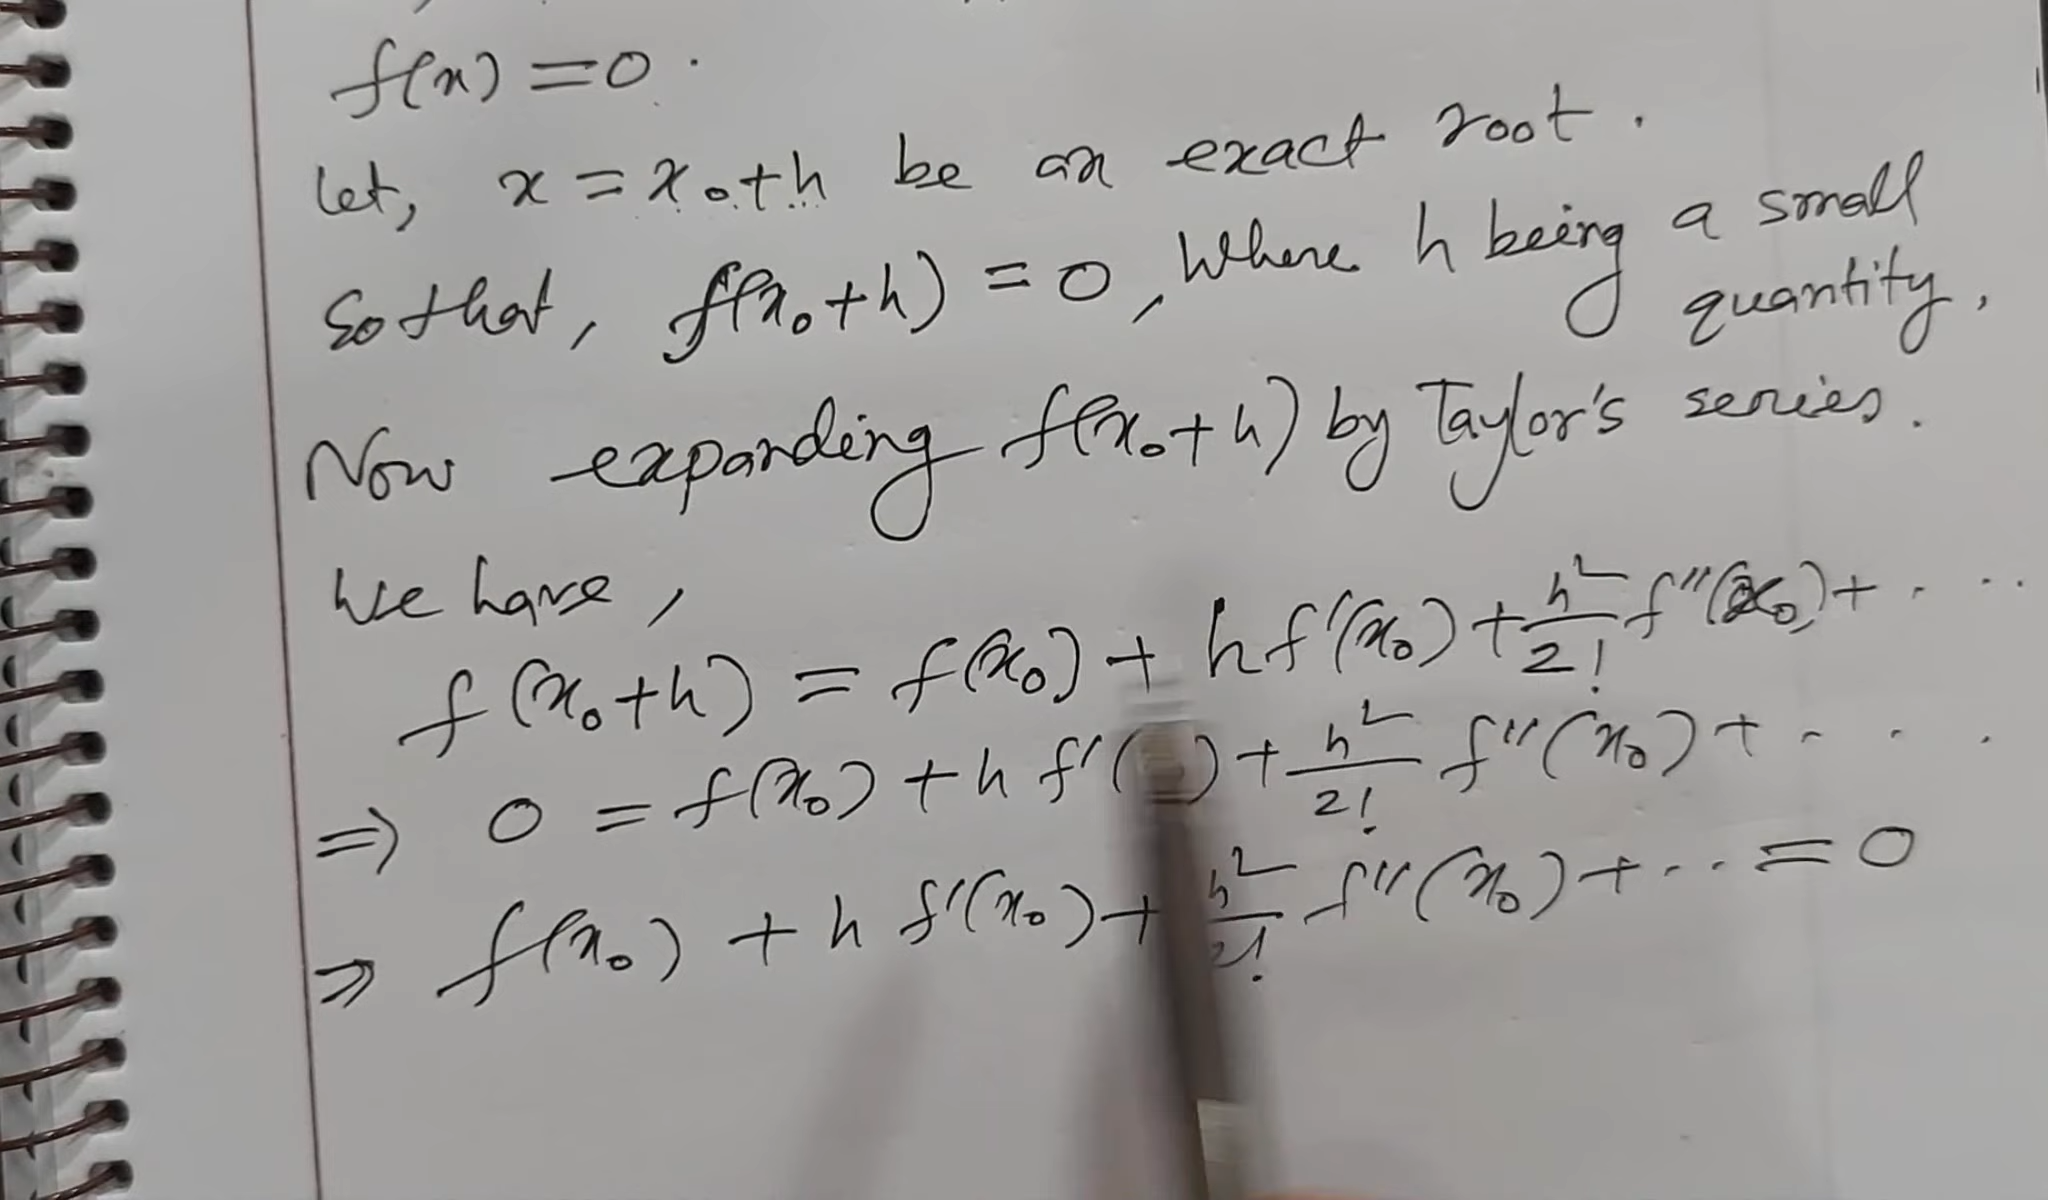 f(x) = 0.
Let, x = x₀+h be an exact root.
So that, f(x₀+h) = 0, where h being a small
quantity,
Now expanding f(x₀+h) by Taylor's series.
We have,
f(x₀+h) = f(x₀) + hf'(x₀) + h²/2! f''(x₀) + . ..
⇒ 0 = f(x₀) + h f'( ) + h²/2! f''(x₀) + - . .
⇒ f(x₀) + h f'(x₀) + h²/2! f''(x₀) + ... = 0